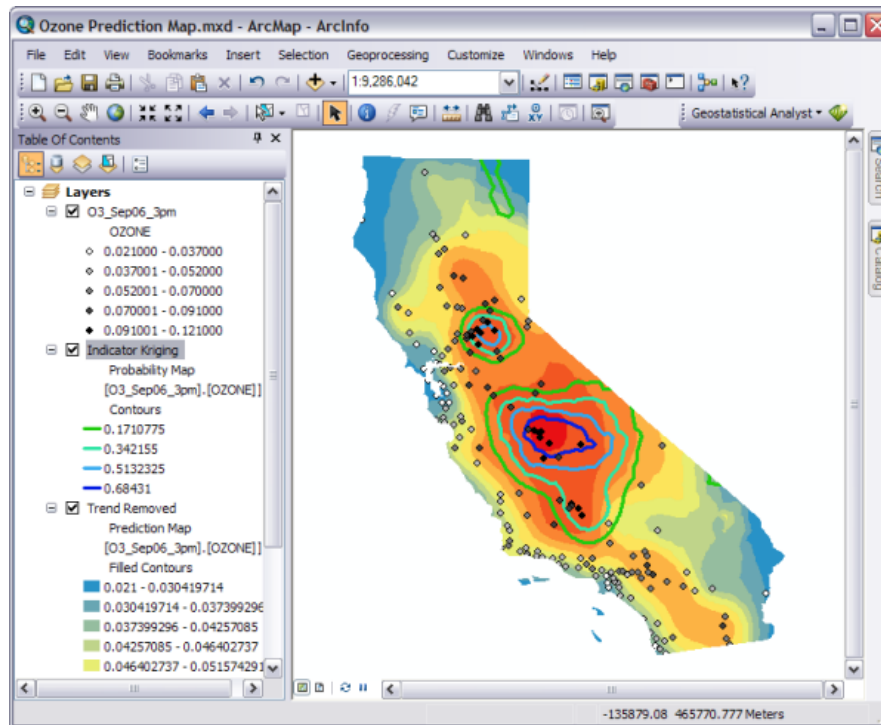 Ozone Prediction Map.mxd - ArcMap - ArcInfo
File Edit View Bookmarks Insert Selection Geoprocessing Customize Windows Help
1:9,286,042
Geostatistical Analyst
Table Of Contents
Layers
O3_Sep06_3pm
OZONE
0.021000 - 0.037000
0.037001 - 0.052000
0.052001 - 0.070000
0.070001 - 0.091000
0.091001 - 0.121000
Indicator Kriging
Probability Map
[O3_Sep06_3pm].[OZONE]]
Contours
0.1710775
0.342155
0.5132325
0.68431
Trend Removed
Prediction Map
[O3_Sep06_3pm].[OZONE]]
Filled Contours
0.021 - 0.030419714
0.030419714 - 0.037399296
0.037399296 - 0.04257085
0.04257085 - 0.046402737
0.046402737 - 0.051574291
Search
Catalog
XY
-135879.08 465770.777 Meters